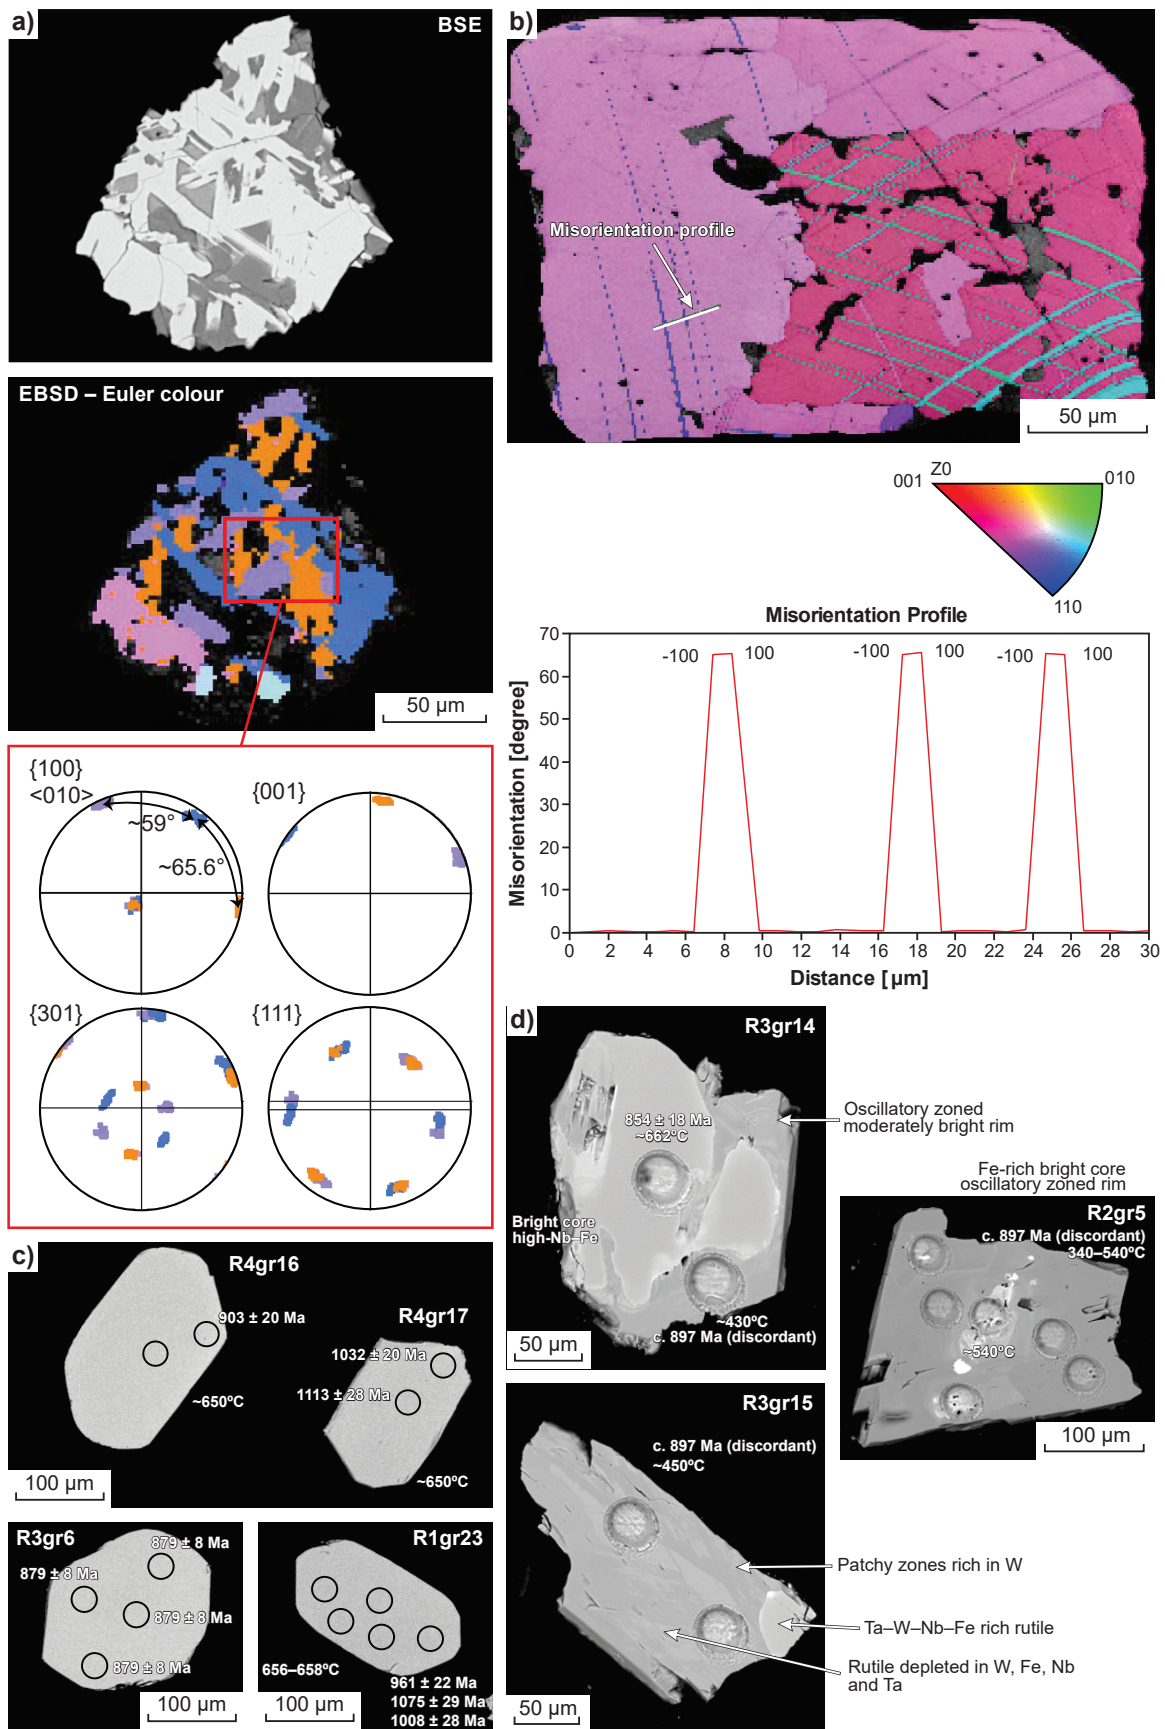 a)
BSE
EBSD – Euler colour
50 µm
{100}
<010>
~59°
~65.6°
{001}
{301}
{111}
b)
Misorientation profile
50 µm
001
Z0
010
110
Misorientation Profile
Misorientation [degree]
70
60
50
40
30
20
10
0
-100
100
-100
100
-100
100
0
2
4
6
8
10
12
14
16
18
20
22
24
26
28
30
Distance [µm]
c)
R4gr16
903 ± 20 Ma
~650ºC
100 µm
R4gr17
1032 ± 20 Ma
1113 ± 28 Ma
~650ºC
R3gr6
879 ± 8 Ma
879 ± 8 Ma
879 ± 8 Ma
879 ± 8 Ma
100 µm
R1gr23
656–658ºC
961 ± 22 Ma
1075 ± 29 Ma
1008 ± 28 Ma
100 µm
d)
R3gr14
854 ± 18 Ma
~662ºC
Bright core
high-Nb–Fe
~430ºC
c. 897 Ma (discordant)
50 µm
Oscillatory zoned
moderately bright rim
Fe-rich bright core
oscillatory zoned rim
R2gr5
c. 897 Ma (discordant)
340–540ºC
~540ºC
100 µm
R3gr15
c. 897 Ma (discordant)
~450ºC
50 µm
Patchy zones rich in W
Ta–W–Nb–Fe rich rutile
Rutile depleted in W, Fe, Nb
and Ta